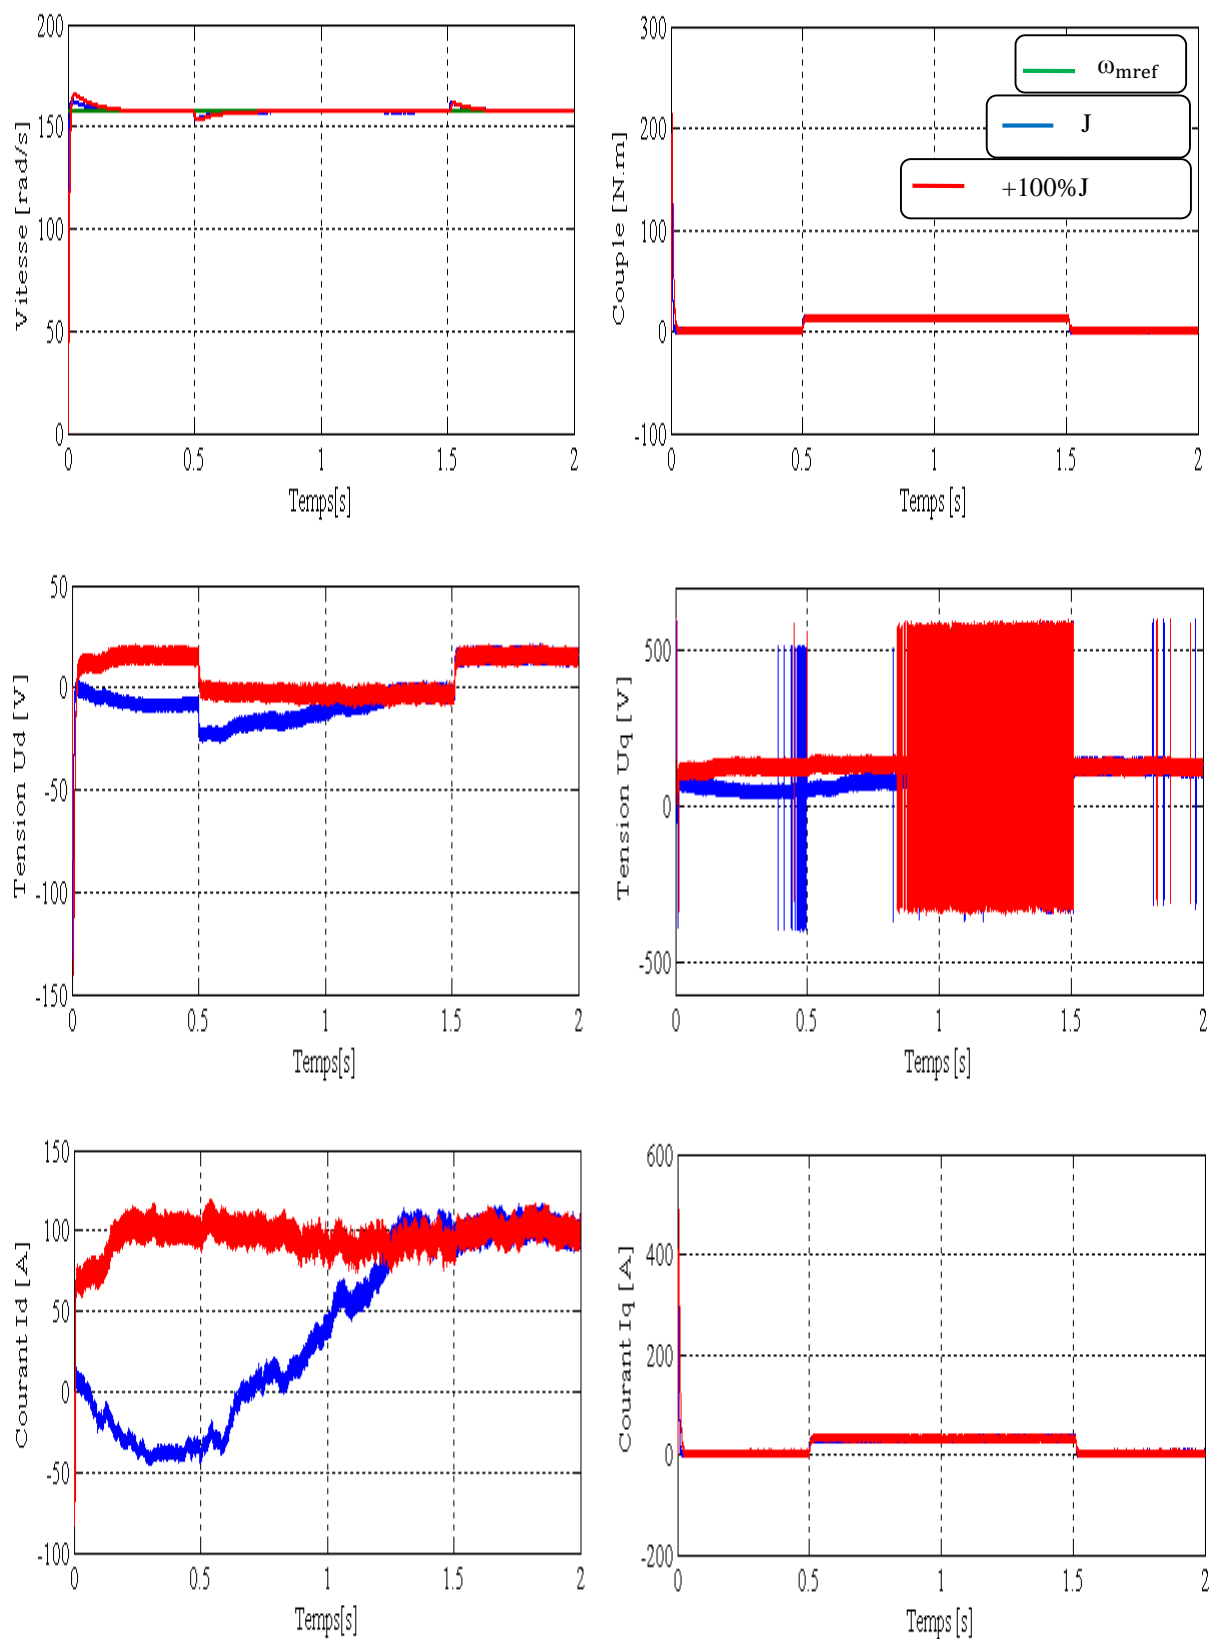 Vitesse [rad/s]
200
150
100
50
0
0 0.5 1 1.5 2
Temps[s]
Couple [N.m]
300
200
100
0
-100
0 0.5 1 1.5 2
Temps [s]
ωmref
J
+100%J
Tension Ud [V]
50
0
-50
-100
-150
0 0.5 1 1.5 2
Temps[s]
Tension Uq [V]
500
0
-500
0 0.5 1 1.5 2
Temps [s]
Courant Id [A]
150
100
50
0
-50
-100
0 0.5 1 1.5 2
Temps[s]
Courant Iq [A]
600
400
200
0
-200
0 0.5 1 1.5 2
Temps [s]